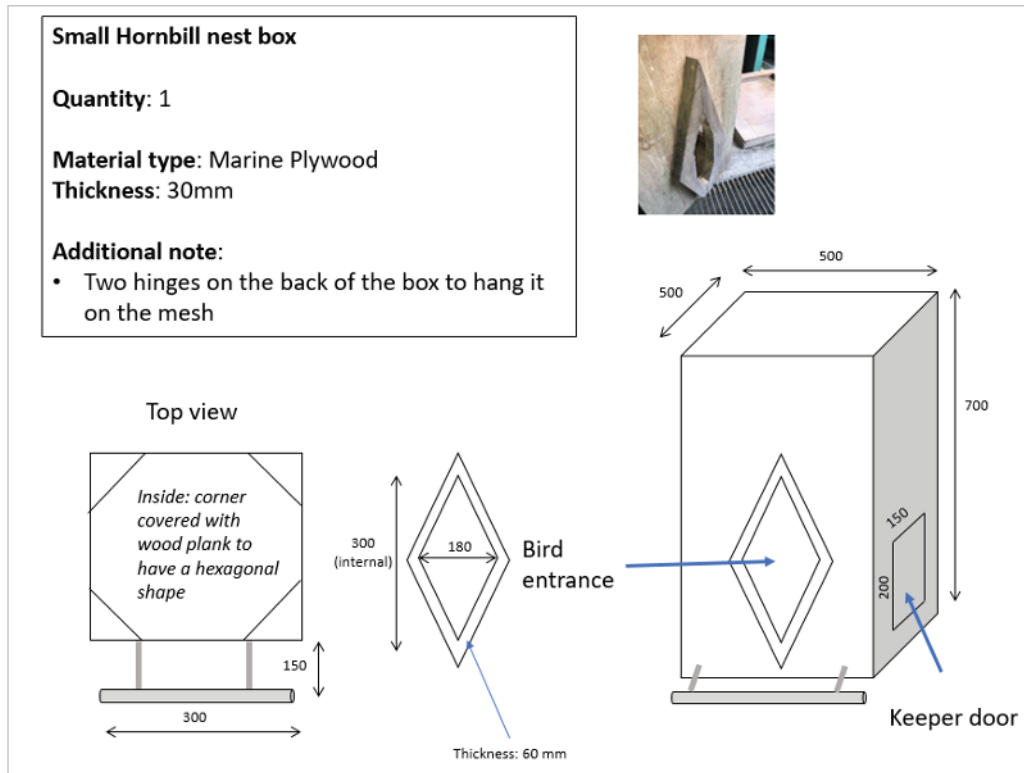 Small Hornbill nest box
Quantity: 1
Material type: Marine Plywood
Thickness: 30mm
Additional note:
• Two hinges on the back of the box to hang it
on the mesh
500
500
700
150
200
Keeper door
Top view
Inside: corner
covered with
wood plank to
have a hexagonal
shape
150
300
300
(internal)
180
Bird
entrance
Thickness: 60 mm